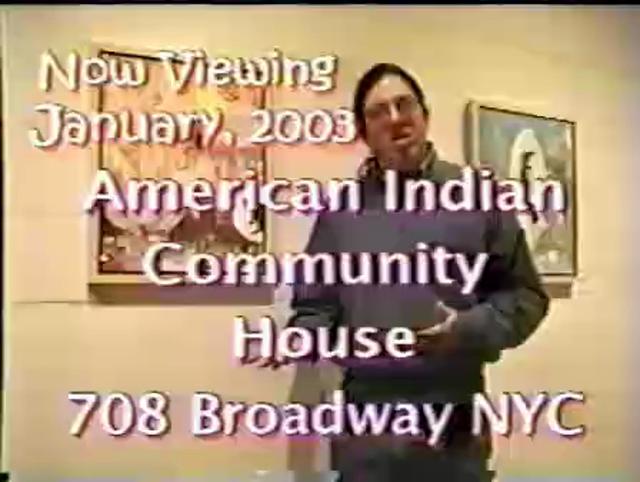 Now Viewing
January, 2003
American Indian
Community
House
708 Broadway NYC